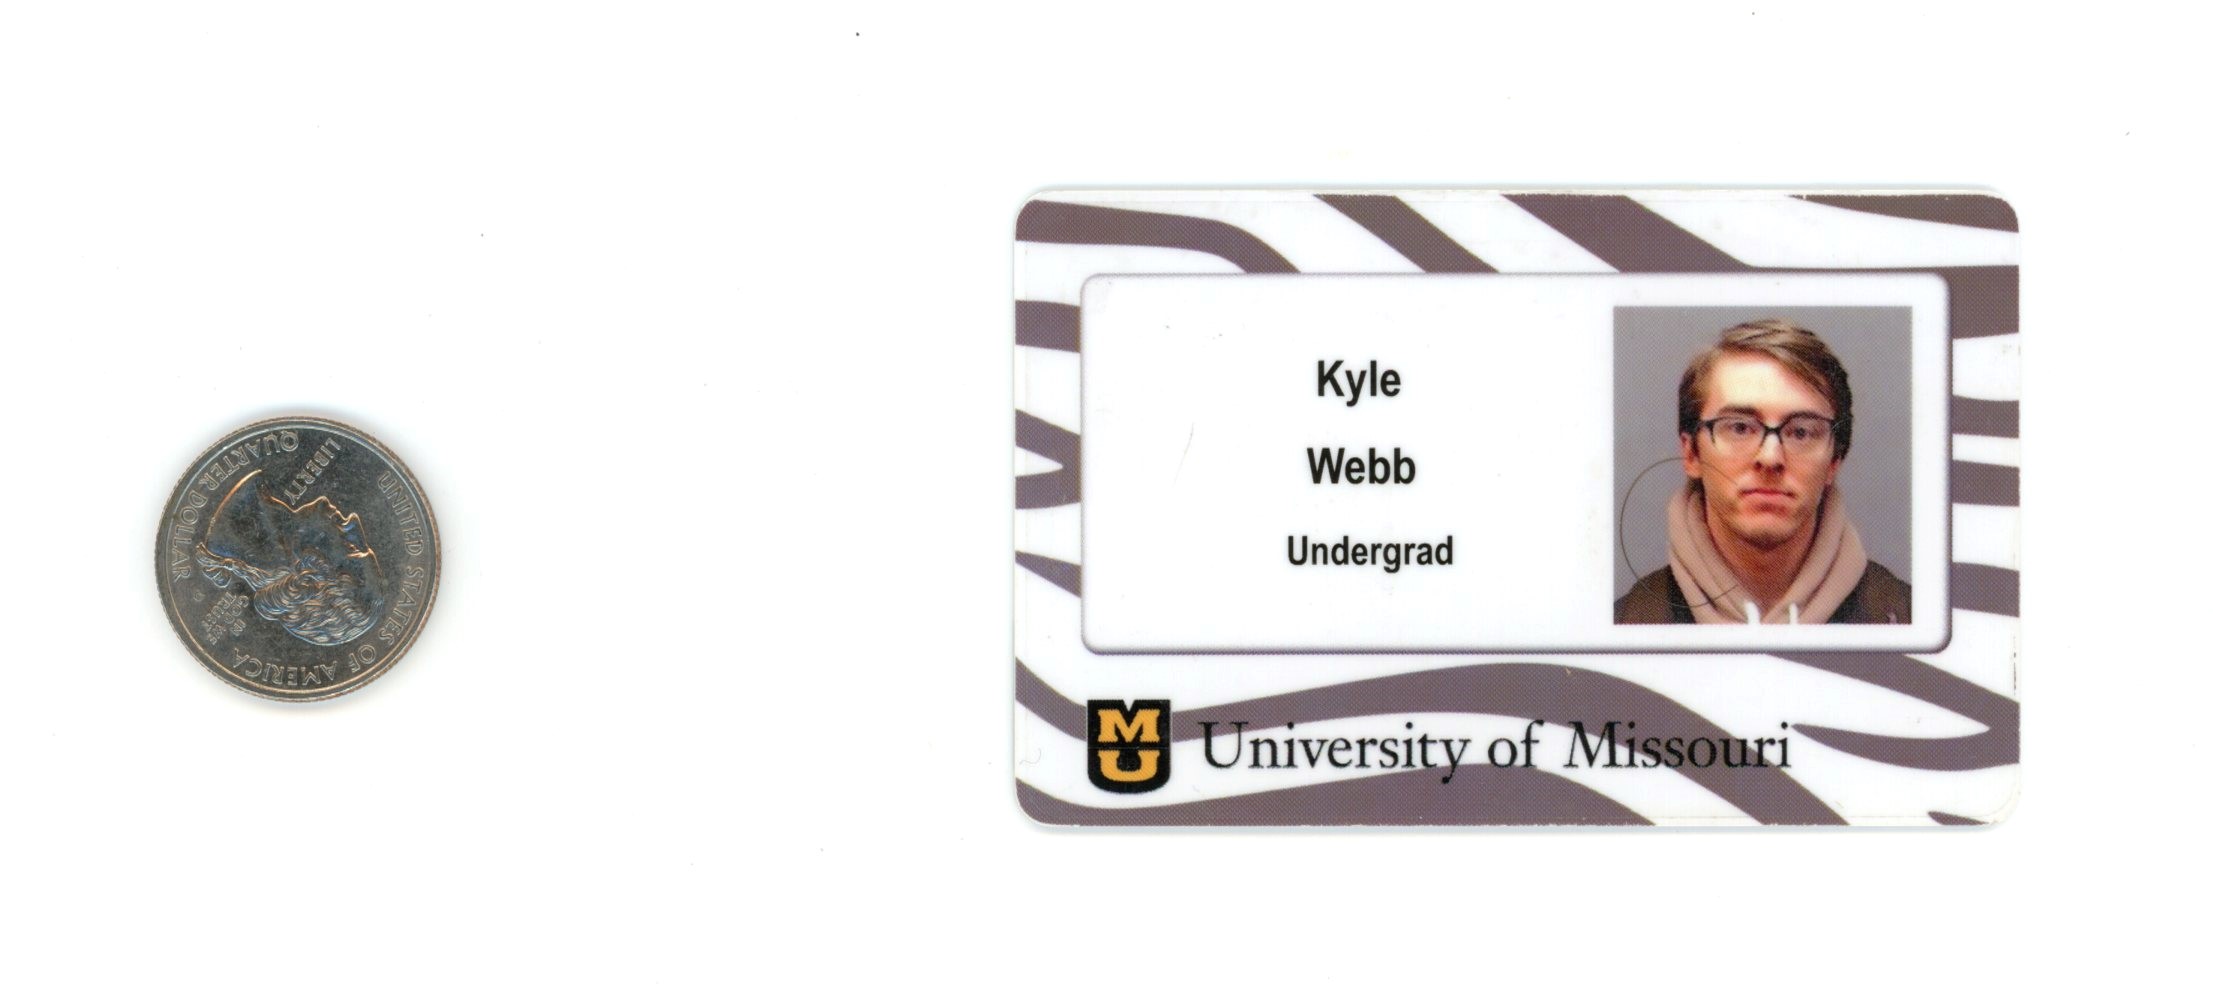 UNITED STATES OF AMERICA
LIBERTY
IN
GOD WE
TRUST
P
QUARTER DOLLAR
Kyle
Webb
Undergrad
MU
University of Missouri